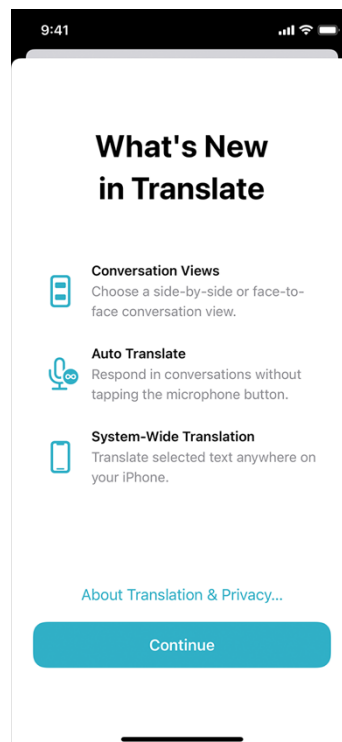 9:41
What's New
in Translate
Conversation Views
Choose a side-by-side or face-to-
face conversation view.
Auto Translate
Respond in conversations without
tapping the microphone button.
System-Wide Translation
Translate selected text anywhere on
your iPhone.
About Translation & Privacy...
Continue